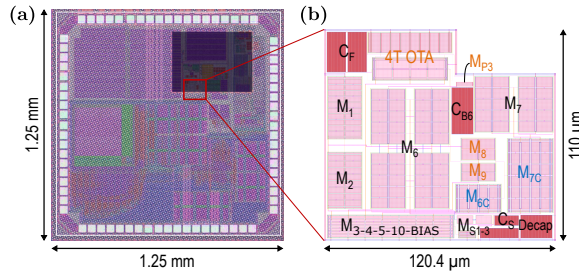 (a)
(b)
1.25 mm
1.25 mm
C_F
4T OTA
M_P3
M_1
C_B6
M_7
M_6
M_8
M_9
M_2
M_7C
M_6C
M_3-4-5-10-BIAS
M_S1-3
C_S
Decap
110 µm
120.4 µm